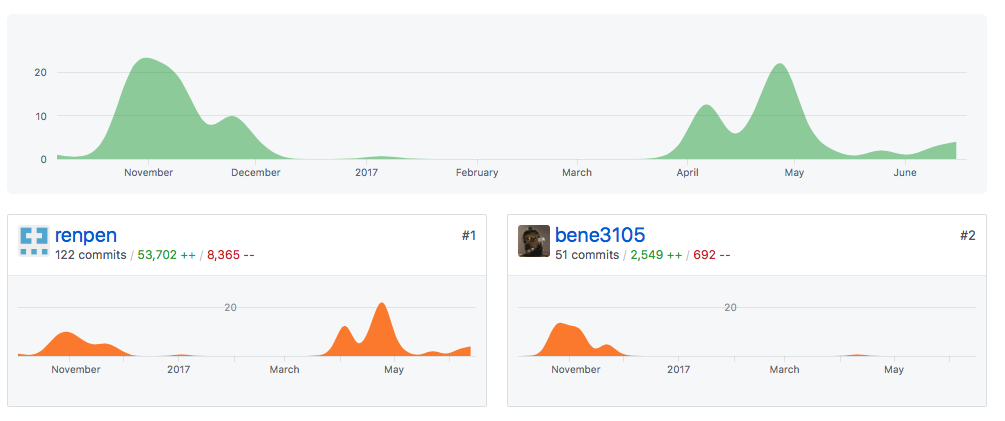 20
10
0
November December 2017 February March April May June
renpen #1
122 commits / 53,702 ++ / 8,365 --
20
November 2017 March May
bene3105 #2
51 commits / 2,549 ++ / 692 --
20
November 2017 March May